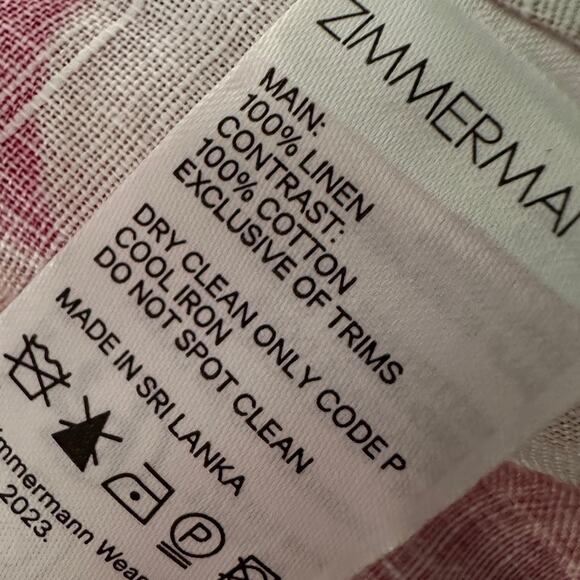 ZIMMERMA
MAIN:
100% LINEN
CONTRAST:
100% COTTON
EXCLUSIVE OF TRIMS
DRY CLEAN ONLY CODE P
COOL IRON
DO NOT SPOT CLEAN
MADE IN SRI LANKA
P
immermann Wear
2023.